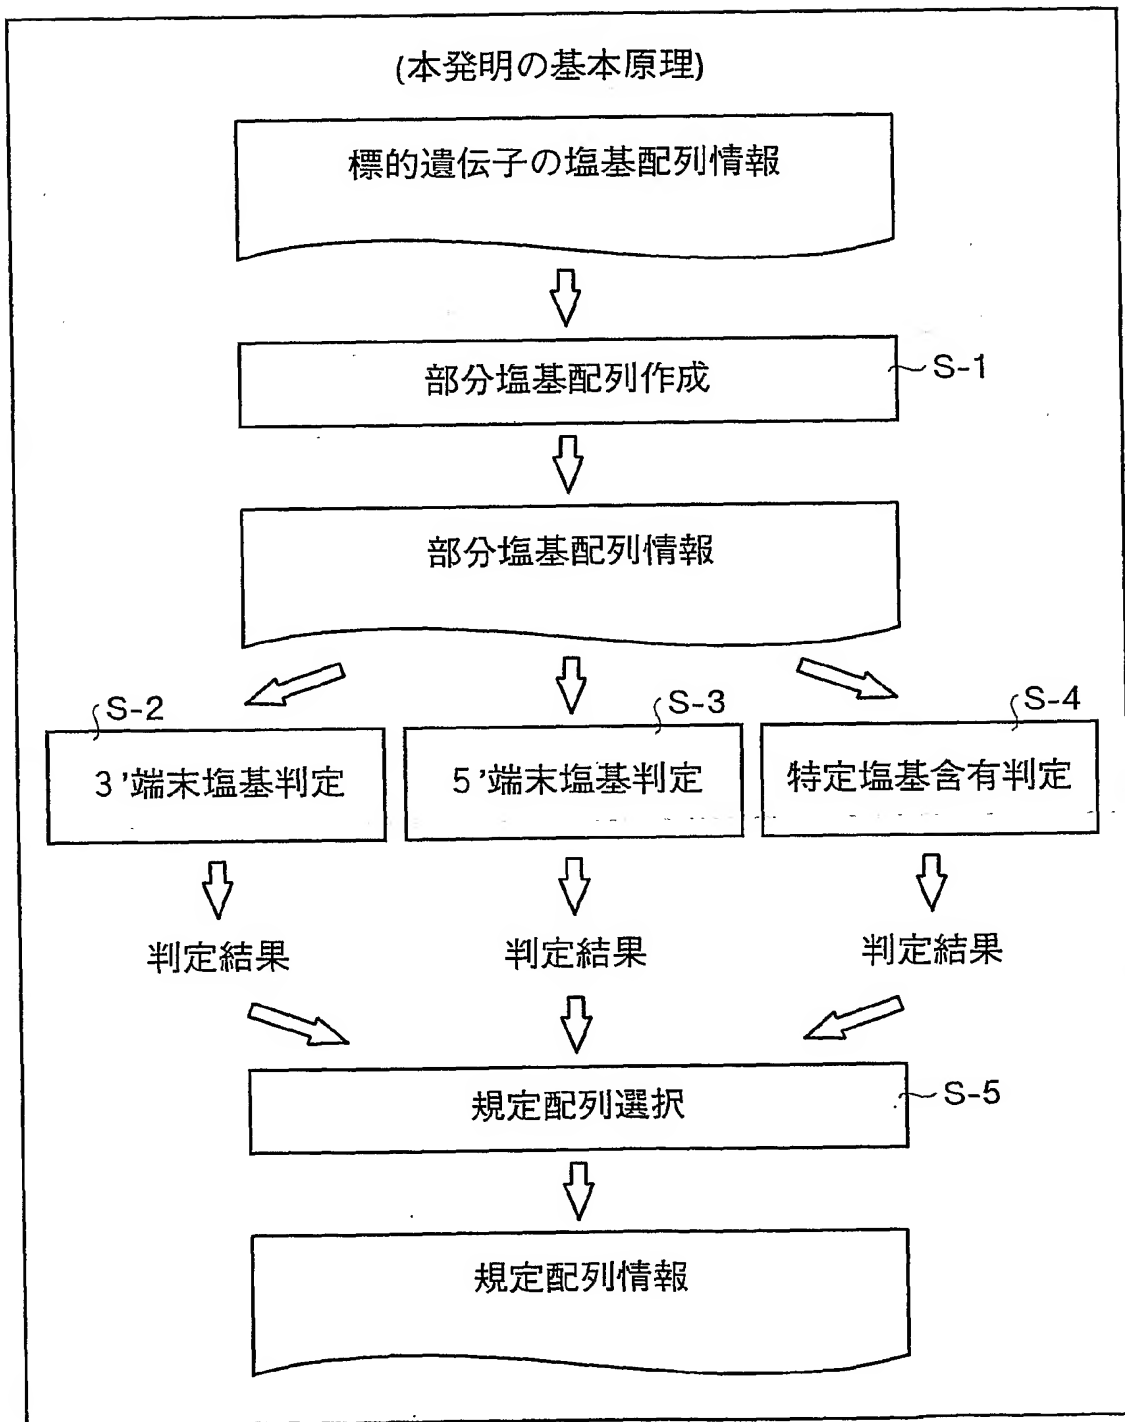 (本発明の基本原理)
標的遺伝子の塩基配列情報
部分塩基配列作成
S-1
部分塩基配列情報
S-2
S-3
S-4
3'端末塩基判定
5'端末塩基判定
特定塩基含有判定
判定結果
判定結果
判定結果
規定配列選択
S-5
規定配列情報